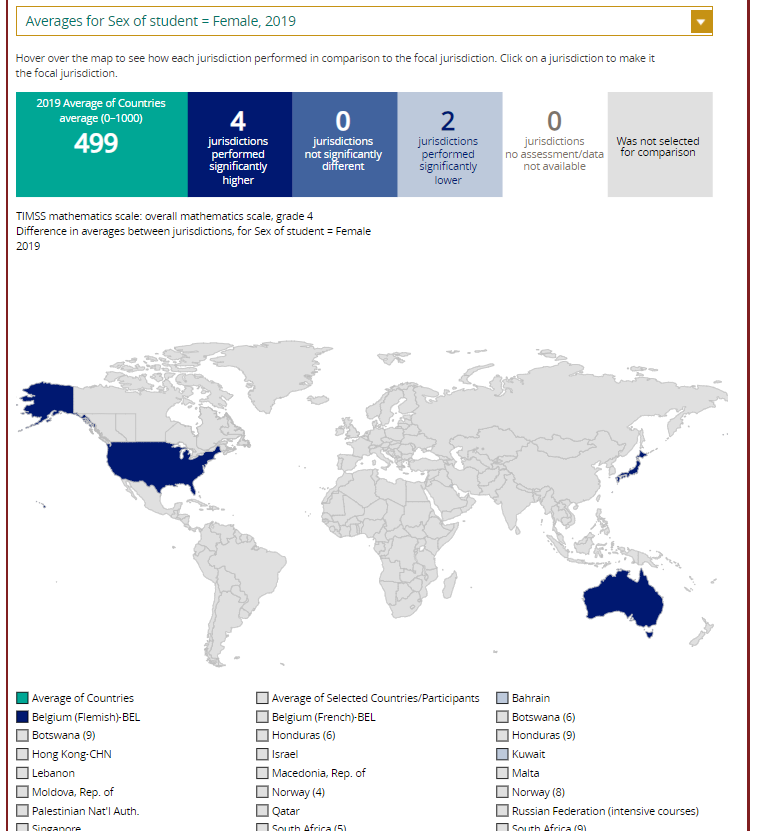 Averages for Sex of student = Female, 2019
Hover over the map to see how each jurisdiction performed in comparison to the focal jurisdiction. Click on a jurisdiction to make it
the focal jurisdiction.
2019 Average of Countries
average (0–1000)
499
4
jurisdictions
performed
significantly
higher
0
jurisdictions
not significantly
different
2
jurisdictions
performed
significantly
lower
0
jurisdictions
no assessment/data
not available
Was not selected
for comparison
TIMSS mathematics scale: overall mathematics scale, grade 4
Difference in averages between jurisdictions, for Sex of student = Female
2019
Average of Countries
Average of Selected Countries/Participants
Bahrain
Belgium (Flemish)-BEL
Belgium (French)-BEL
Botswana (6)
Botswana (9)
Honduras (6)
Honduras (9)
Hong Kong-CHN
Israel
Kuwait
Lebanon
Macedonia, Rep. of
Malta
Moldova, Rep. of
Norway (4)
Norway (8)
Palestinian Nat'l Auth.
Qatar
Russian Federation (intensive courses)
Singapore
South Africa (5)
South Africa (9)